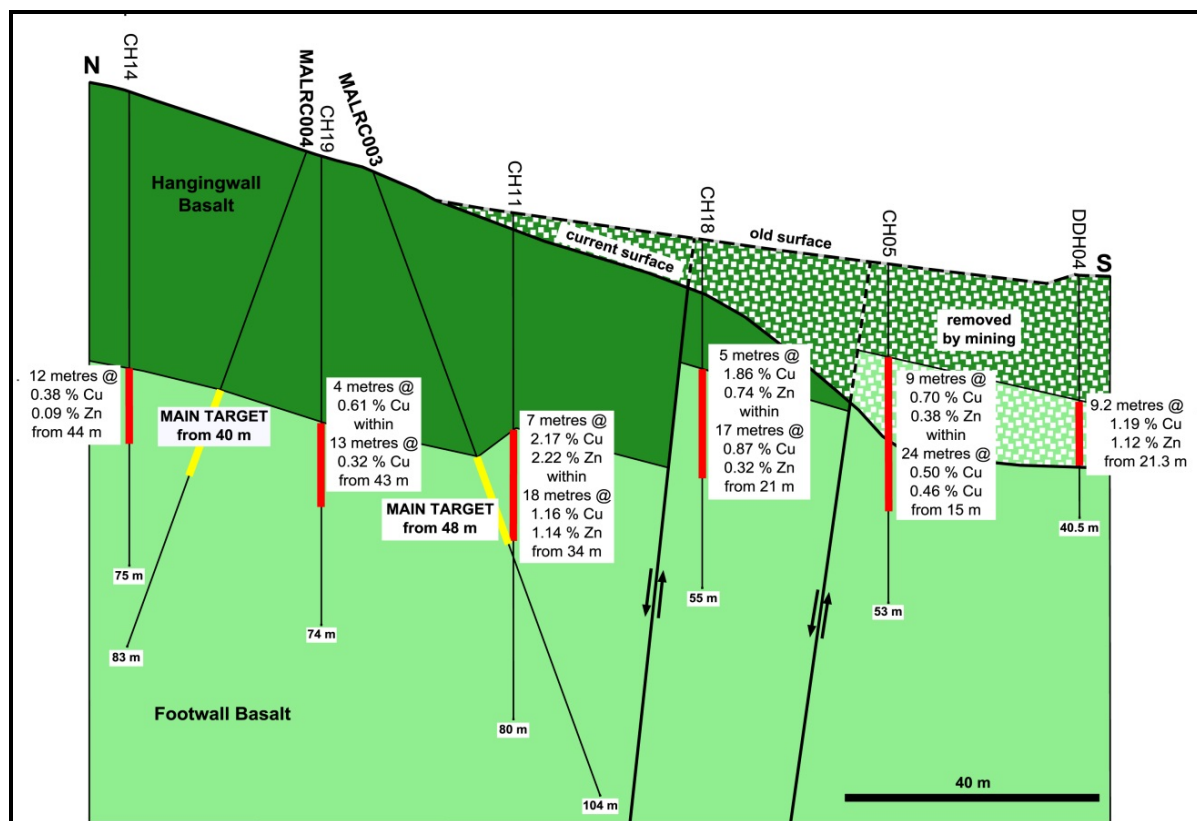 N
CH14
MALRC004
CH19
MALRC003
CH11
CH18
CH05
DDH04
S
Hangingwall
Basalt
current surface
old surface
removed
by mining
12 metres @
0.38 % Cu
0.09 % Zn
from 44 m
MAIN TARGET
from 40 m
4 metres @
0.61 % Cu
within
13 metres @
0.32 % Cu
from 43 m
MAIN TARGET
from 48 m
7 metres @
2.17 % Cu
2.22 % Zn
within
18 metres @
1.16 % Cu
1.14 % Zn
from 34 m
5 metres @
1.86 % Cu
0.74 % Zn
within
17 metres @
0.87 % Cu
0.32 % Zn
from 21 m
9 metres @
0.70 % Cu
0.38 % Zn
within
24 metres @
0.50 % Cu
0.46 % Cu
from 15 m
9.2 metres @
1.19 % Cu
1.12 % Zn
from 21.3 m
75 m
83 m
74 m
80 m
104 m
55 m
53 m
40.5 m
Footwall Basalt
40 m